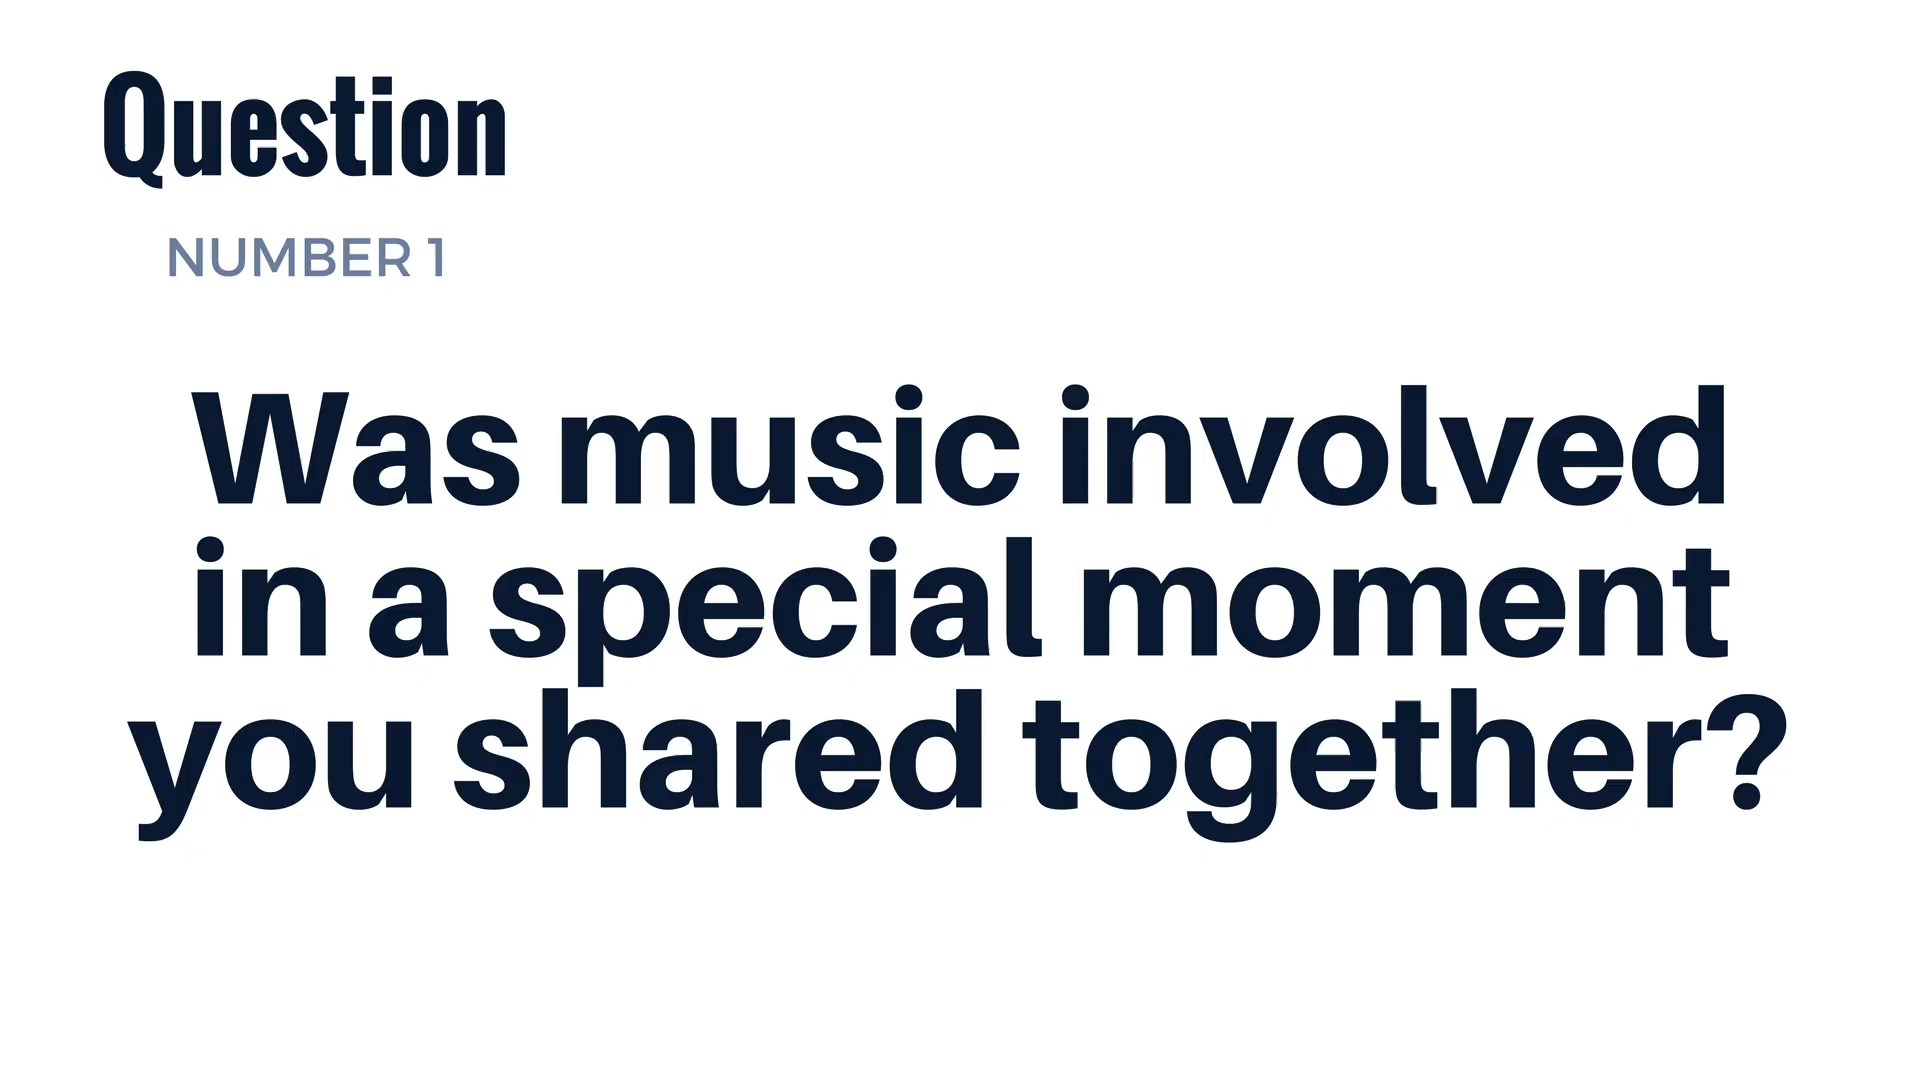 Question
NUMBER 1
Was music involved
in a special moment
you shared together?